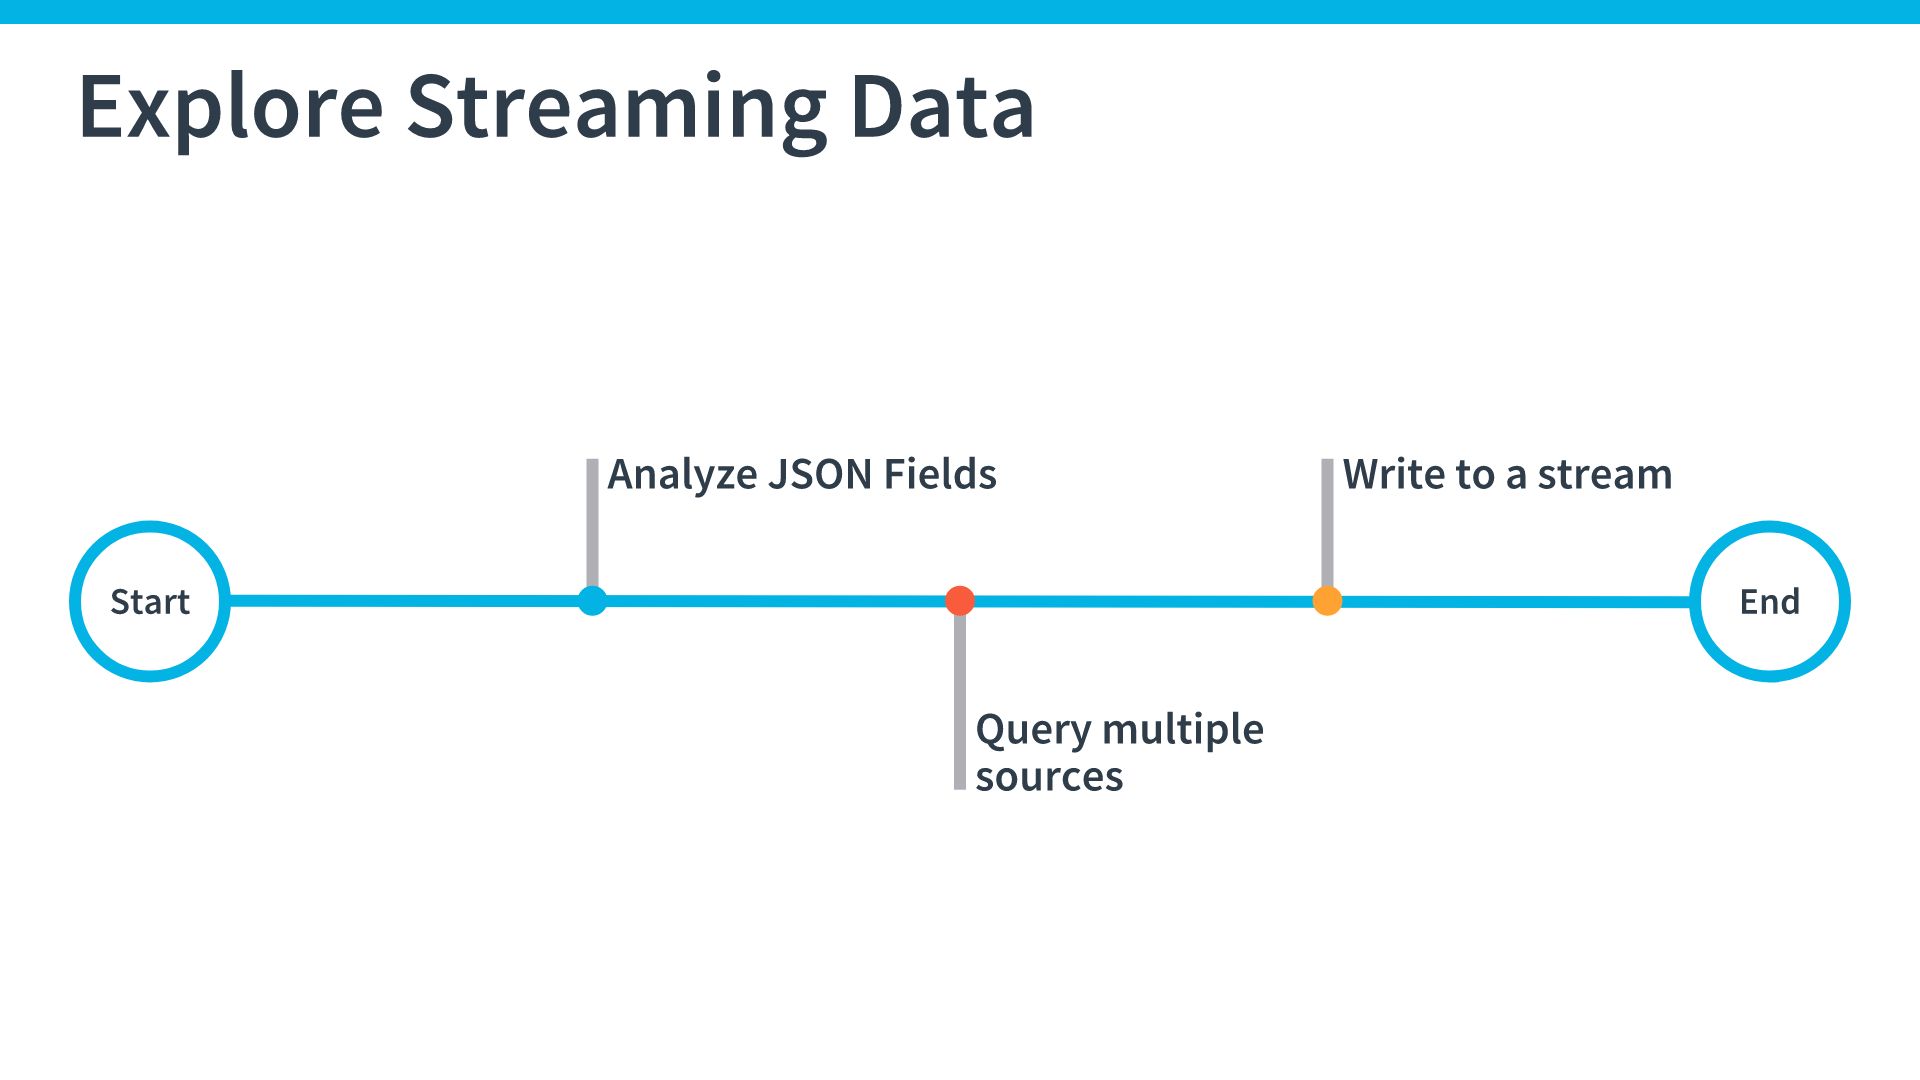 Explore Streaming Data
Analyze JSON Fields
Write to a stream
Start
End
Query multiple
sources